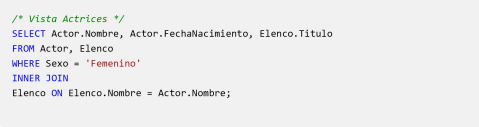 /* Vista Actrices */
SELECT Actor.Nombre, Actor.FechaNacimiento, Elenco.Titulo
FROM Actor, Elenco
WHERE Sexo = 'Femenino'
INNER JOIN
Elenco ON Elenco.Nombre = Actor.Nombre;